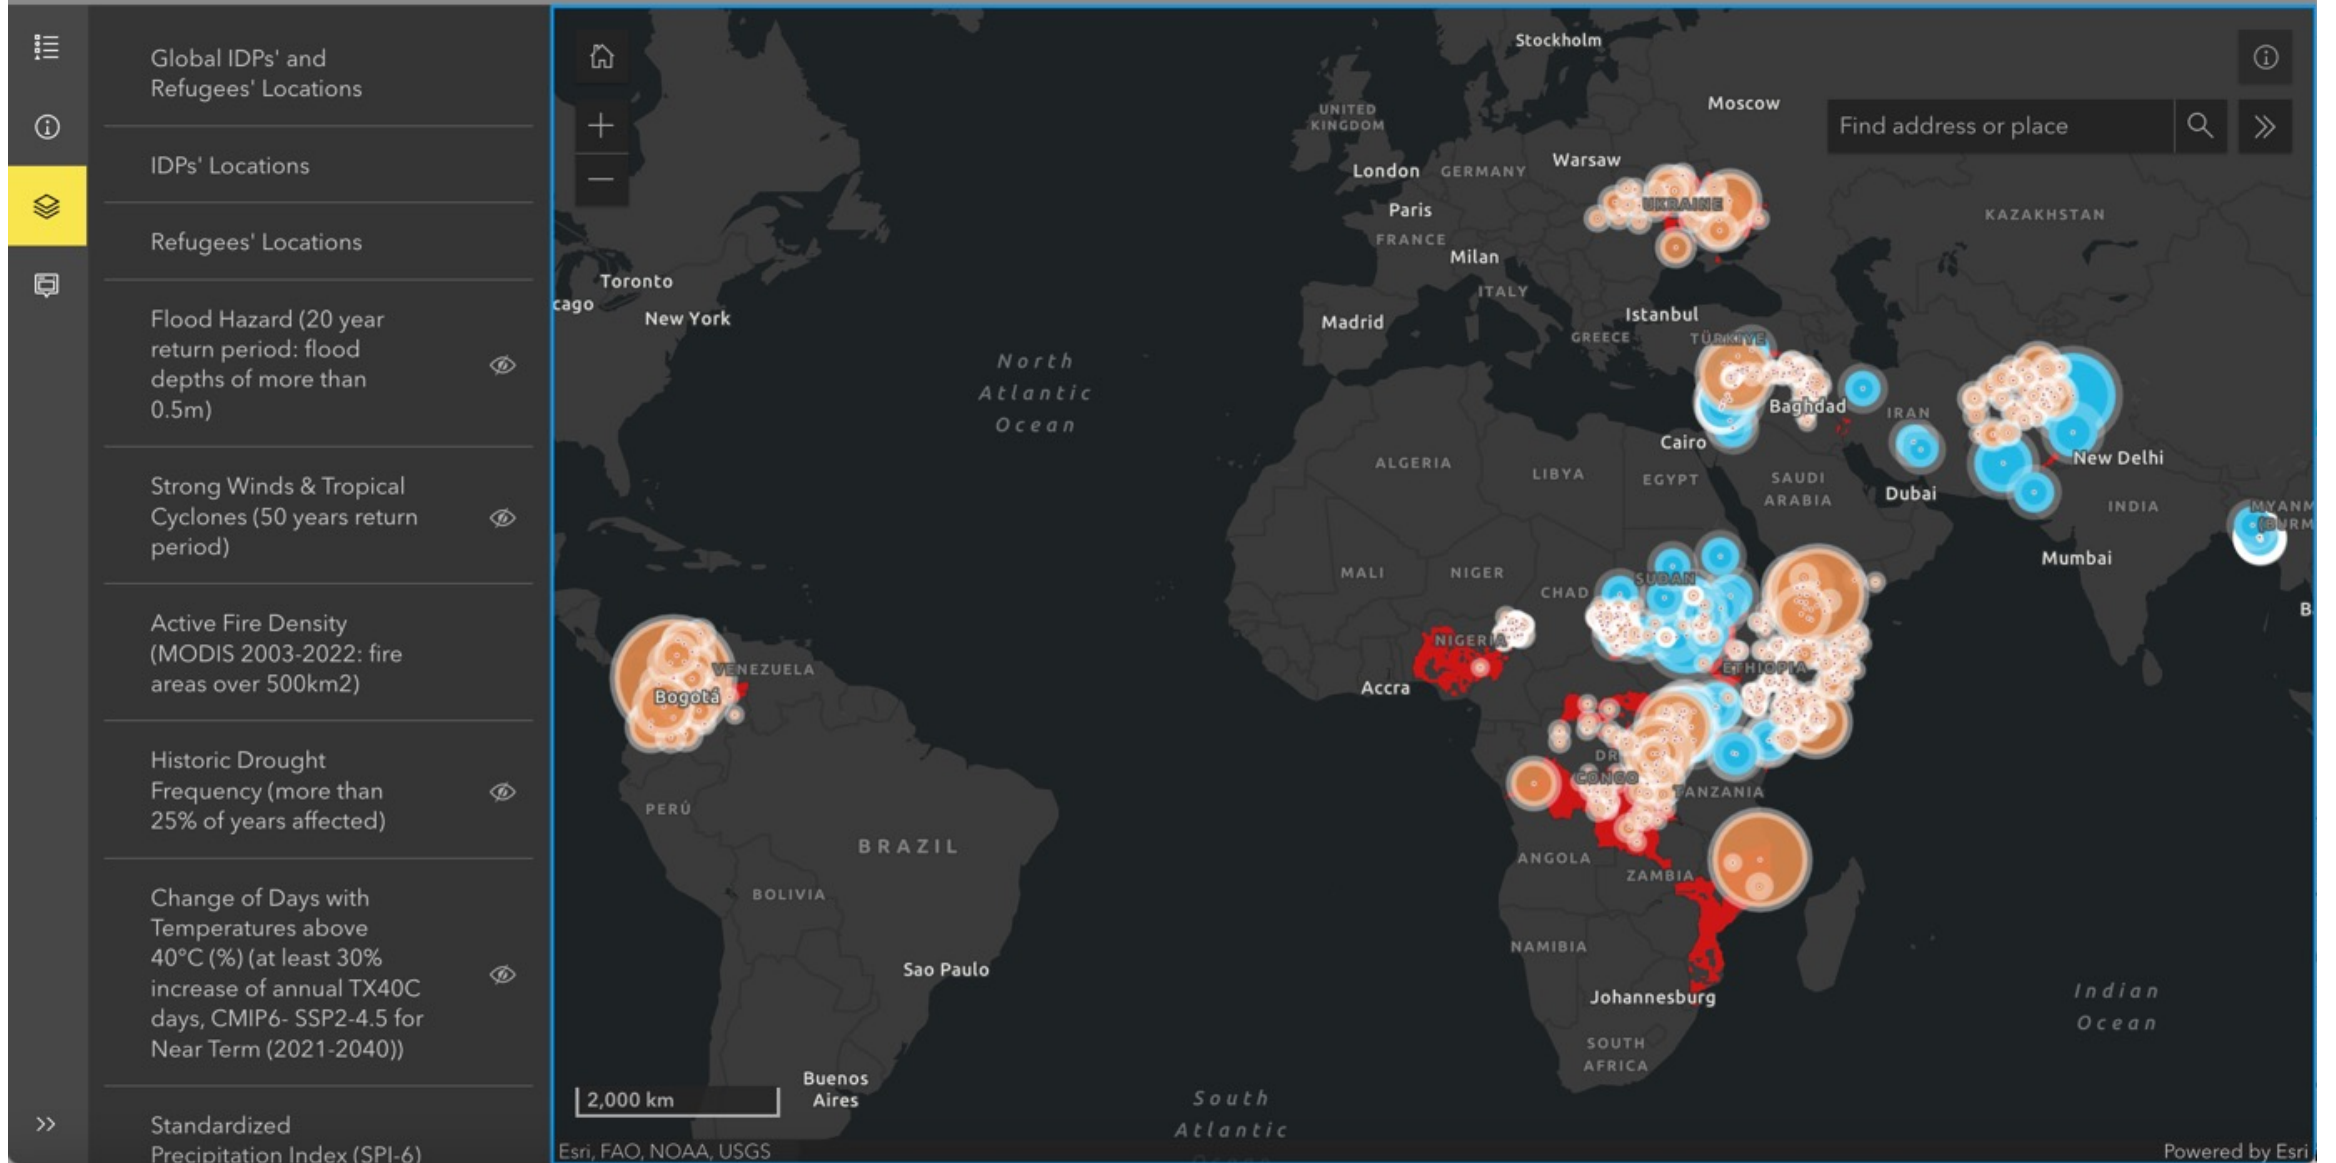 Global IDPs' and
Refugees' Locations
IDPs' Locations
Refugees' Locations
Flood Hazard (20 year
return period: flood
depths of more than
0.5m)
Strong Winds & Tropical
Cyclones (50 years return
period)
Active Fire Density
(MODIS 2003-2022: fire
areas over 500km2)
Historic Drought
Frequency (more than
25% of years affected)
Change of Days with
Temperatures above
40°C (%) (at least 30%
increase of annual TX40C
days, CMIP6- SSP2-4.5 for
Near Term (2021-2040))
Standardized
Precipitation Index (SPI-6)
Find address or place
Stockholm
Moscow
UNITED
KINGDOM
Warsaw
London
GERMANY
UKRAINE
Paris
KAZAKHSTAN
FRANCE
Milan
Toronto
ITALY
cago
New York
Istanbul
Madrid
GREECE
TÜRKIYE
North
Atlantic
Ocean
Baghdad
IRAN
Cairo
New Delhi
ALGERIA
LIBYA
EGYPT
SAUDI
ARABIA
Dubai
INDIA
MYANM
(BURM
Mumbai
MALI
NIGER
CHAD
SUDAN
B
NIGERIA
ETHIOPIA
VENEZUELA
Accra
Bogotá
DR
CONGO
TANZANIA
PERÚ
BRAZIL
ANGOLA
ZAMBIA
BOLIVIA
NAMIBIA
Sao Paulo
Johannesburg
Indian
Ocean
SOUTH
AFRICA
Buenos
Aires
2,000 km
South
Atlantic
Ocean
Esri, FAO, NOAA, USGS
Powered by Esri